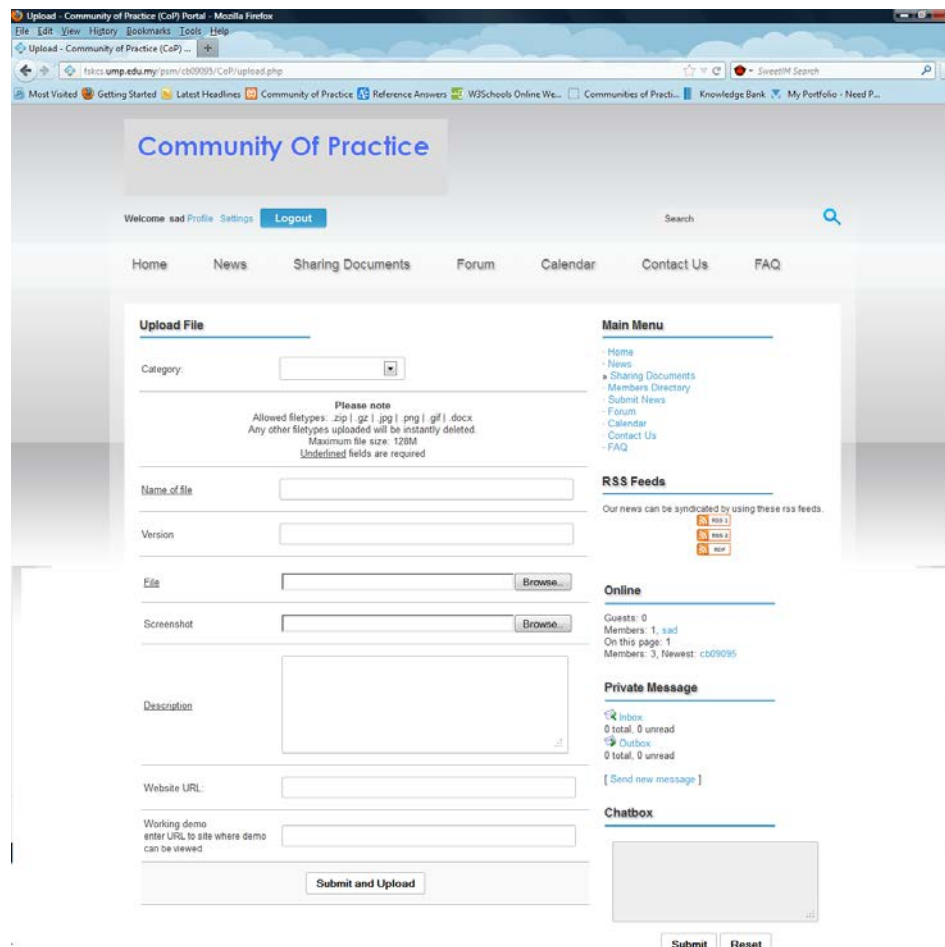 Upload - Community of Practice (CoP) Portal - Mozilla Firefox
File Edit View History Bookmarks Tools Help
Upload - Community of Practice (CoP) ... +
fskcs.ump.edu.my/psm/cb09095/CoP/upload.php
SweetIM Search
Most Visited Getting Started Latest Headlines Community of Practice Reference Answers W3Schools Online We... Communities of Practi... Knowledge Bank My Portfolio - Need P...
Community Of Practice
Welcome sad Profile Settings Logout
Search
Home News Sharing Documents Forum Calendar Contact Us FAQ
Upload File
Category:
Please note
Allowed filetypes: .zip | .gz | .jpg | .png | .gif | .docx
Any other filetypes uploaded will be instantly deleted.
Maximum file size: 128M
Underlined fields are required
Name of file
Version
File Browse...
Screenshot Browse...
Description
Website URL:
Working demo
enter URL to site where demo
can be viewed
Submit and Upload
Main Menu
· Home
· News
» Sharing Documents
· Members Directory
· Submit News
· Forum
· Calendar
· Contact Us
· FAQ
RSS Feeds
Our news can be syndicated by using these rss feeds.
RSS 1
RSS 2
RDF
Online
Guests: 0
Members: 1, sad
On this page: 1
Members: 3, Newest: cb09095
Private Message
Inbox
0 total, 0 unread
Outbox
0 total, 0 unread
[ Send new message ]
Chatbox
Submit Reset